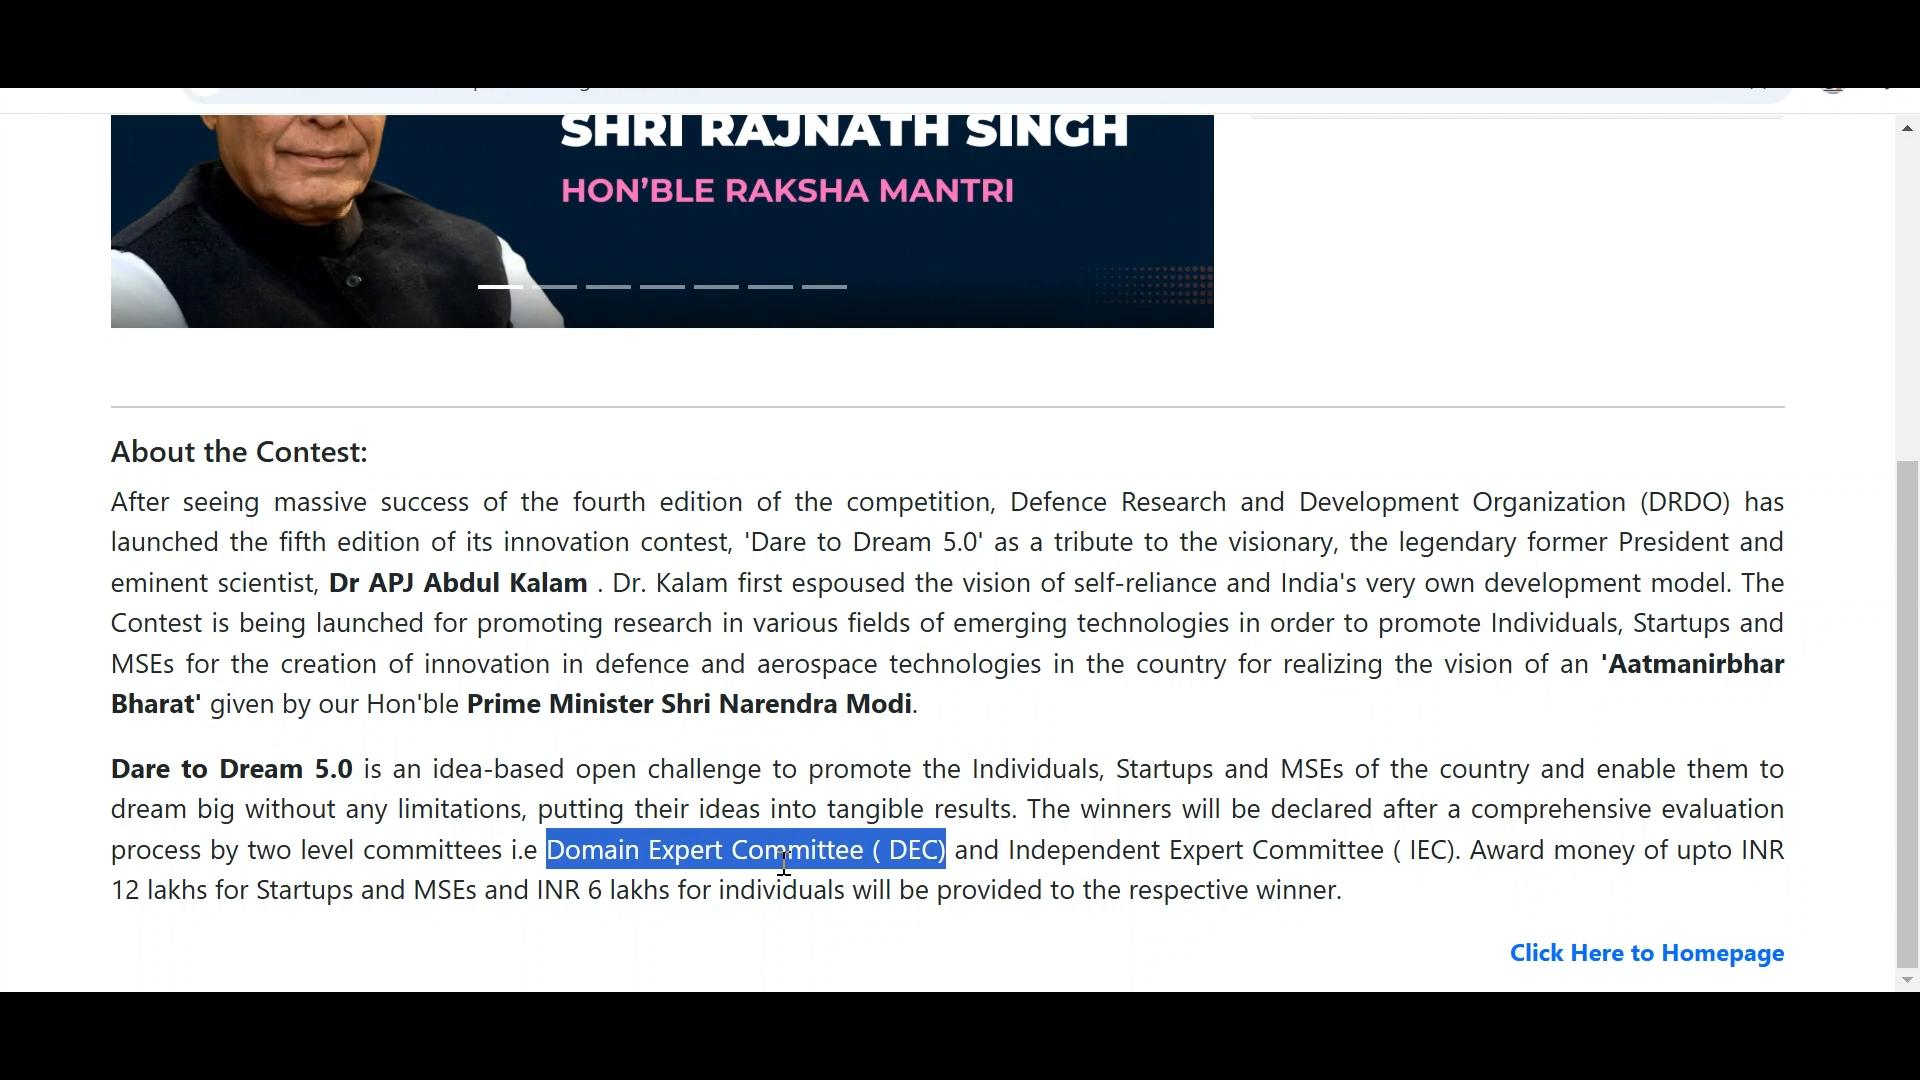 SHRI RAJNATH SINGH
HON’BLE RAKSHA MANTRI
About the Contest:
After seeing massive success of the fourth edition of the competition, Defence Research and Development Organization (DRDO) has
launched the fifth edition of its innovation contest, 'Dare to Dream 5.0' as a tribute to the visionary, the legendary former President and
eminent scientist, Dr APJ Abdul Kalam . Dr. Kalam first espoused the vision of self-reliance and India's very own development model. The
Contest is being launched for promoting research in various fields of emerging technologies in order to promote Individuals, Startups and
MSEs for the creation of innovation in defence and aerospace technologies in the country for realizing the vision of an 'Aatmanirbhar
Bharat' given by our Hon'ble Prime Minister Shri Narendra Modi.
Dare to Dream 5.0 is an idea-based open challenge to promote the Individuals, Startups and MSEs of the country and enable them to
dream big without any limitations, putting their ideas into tangible results. The winners will be declared after a comprehensive evaluation
process by two level committees i.e Domain Expert Committee ( DEC) and Independent Expert Committee ( IEC). Award money of upto INR
12 lakhs for Startups and MSEs and INR 6 lakhs for individuals will be provided to the respective winner.
Click Here to Homepage